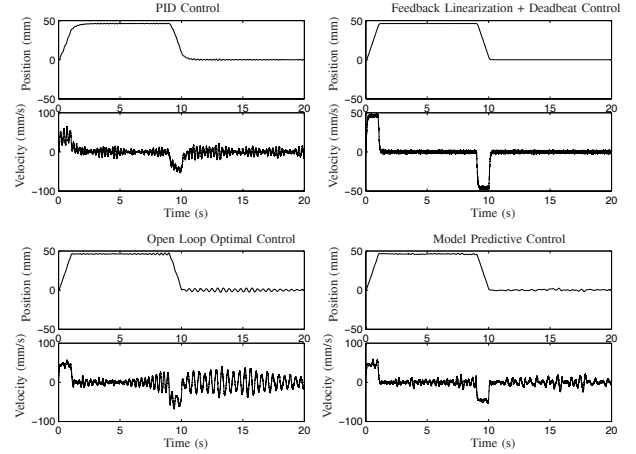 PID Control
Position (mm)
50
0
−50
0 5 10 15 20
Velocity (mm/s)
100
0
−100
0 5 10 15 20
Time (s)
Feedback Linearization + Deadbeat Control
Position (mm)
50
0
−50
0 5 10 15 20
Velocity (mm/s)
50
0
−50
0 5 10 15 20
Time (s)
Open Loop Optimal Control
Position (mm)
50
0
−50
0 5 10 15 20
Velocity (mm/s)
100
0
−100
0 5 10 15 20
Time (s)
Model Predictive Control
Position (mm)
50
0
−50
0 5 10 15 20
Velocity (mm/s)
100
0
−100
0 5 10 15 20
Time (s)